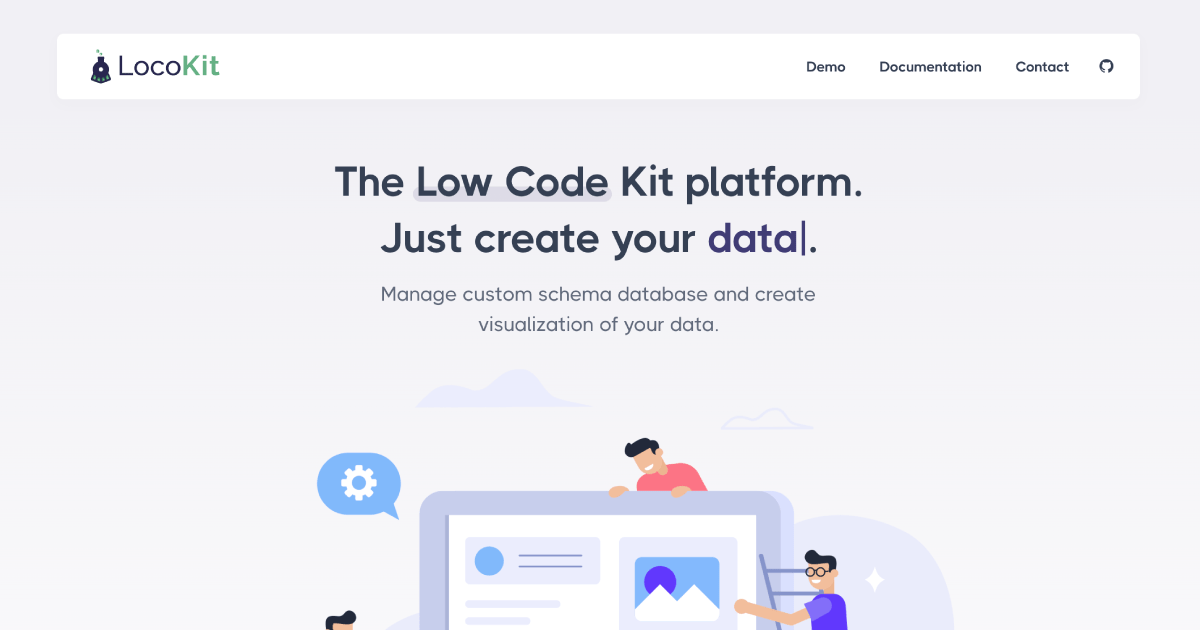 LocoKit
Demo Documentation Contact
The Low Code Kit platform.
Just create your data|.
Manage custom schema database and create
visualization of your data.